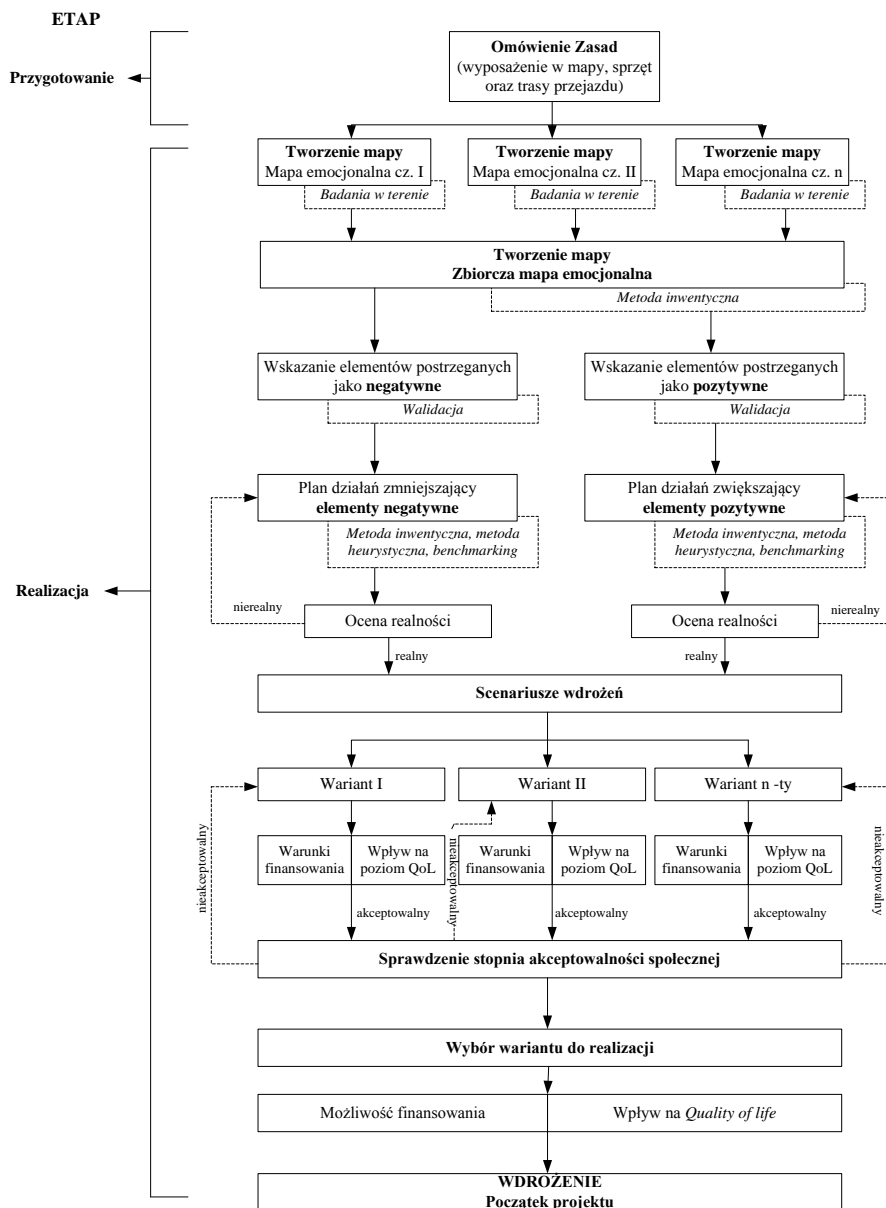 ETAP
Omówienie Zasad
(wyposażenie w mapy, sprzęt
oraz trasy przejazdu)
Przygotowanie
Tworzenie mapy
Mapa emocjonalna cz. I
Badania w terenie
Tworzenie mapy
Mapa emocjonalna cz. II
Badania w terenie
Tworzenie mapy
Mapa emocjonalna cz. n
Badania w terenie
Tworzenie mapy
Zbiorcza mapa emocjonalna
Metoda inwentyczna
Wskazanie elementów postrzeganych
jako negatywne
Walidacja
Wskazanie elementów postrzeganych
jako pozytywne
Walidacja
Plan działań zmniejszający
elementy negatywne
Metoda inwentyczna, metoda
heurystyczna, benchmarking
Plan działań zwiększający
elementy pozytywne
Metoda inwentyczna, metoda
heurystyczna, benchmarking
Realizacja
nierealny
Ocena realności
realny
Ocena realności
nierealny
realny
Scenariusze wdrożeń
Wariant I
Wariant II
Wariant n -ty
nieakceptowalny
Warunki
finansowania
Wpływ na
poziom QoL
nieakceptowalny
Warunki
finansowania
Wpływ na
poziom QoL
Warunki
finansowania
Wpływ na
poziom QoL
nieakceptowalny
akceptowalny
akceptowalny
akceptowalny
Sprawdzenie stopnia akceptowalności społecznej
Wybór wariantu do realizacji
Możliwość finansowania
Wpływ na Quality of life
WDROŻENIE
Początek projektu